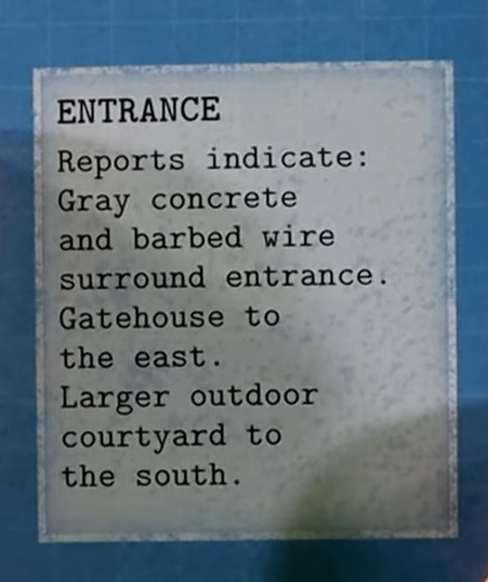 ENTRANCE
Reports indicate:
Gray concrete
and barbed wire
surround entrance.
Gatehouse to
the east.
Larger outdoor
courtyard to
the south.